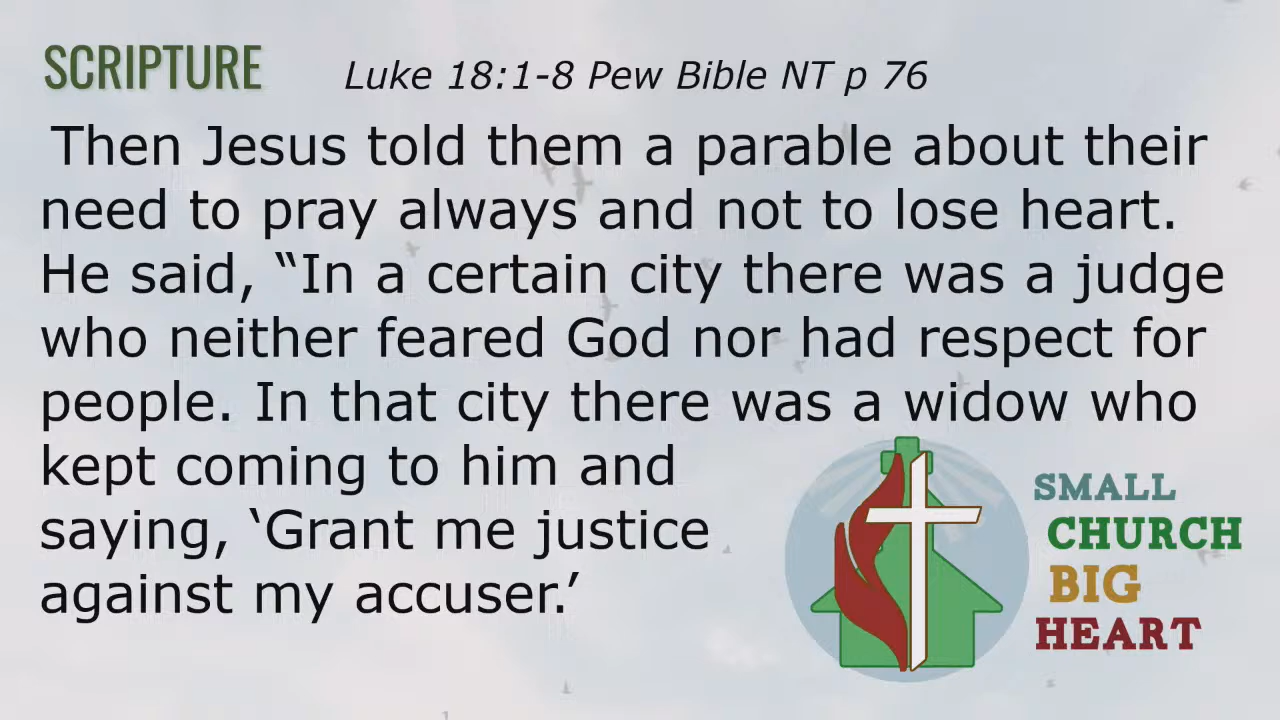 SCRIPTURE
Luke 18:1-8 Pew Bible NT p 76
Then Jesus told them a parable about their
need to pray always and not to lose heart.
He said, “In a certain city there was a judge
who neither feared God nor had respect for
people. In that city there was a widow who
kept coming to him and
saying, ‘Grant me justice
against my accuser.’
SMALL
CHURCH
BIG
HEART